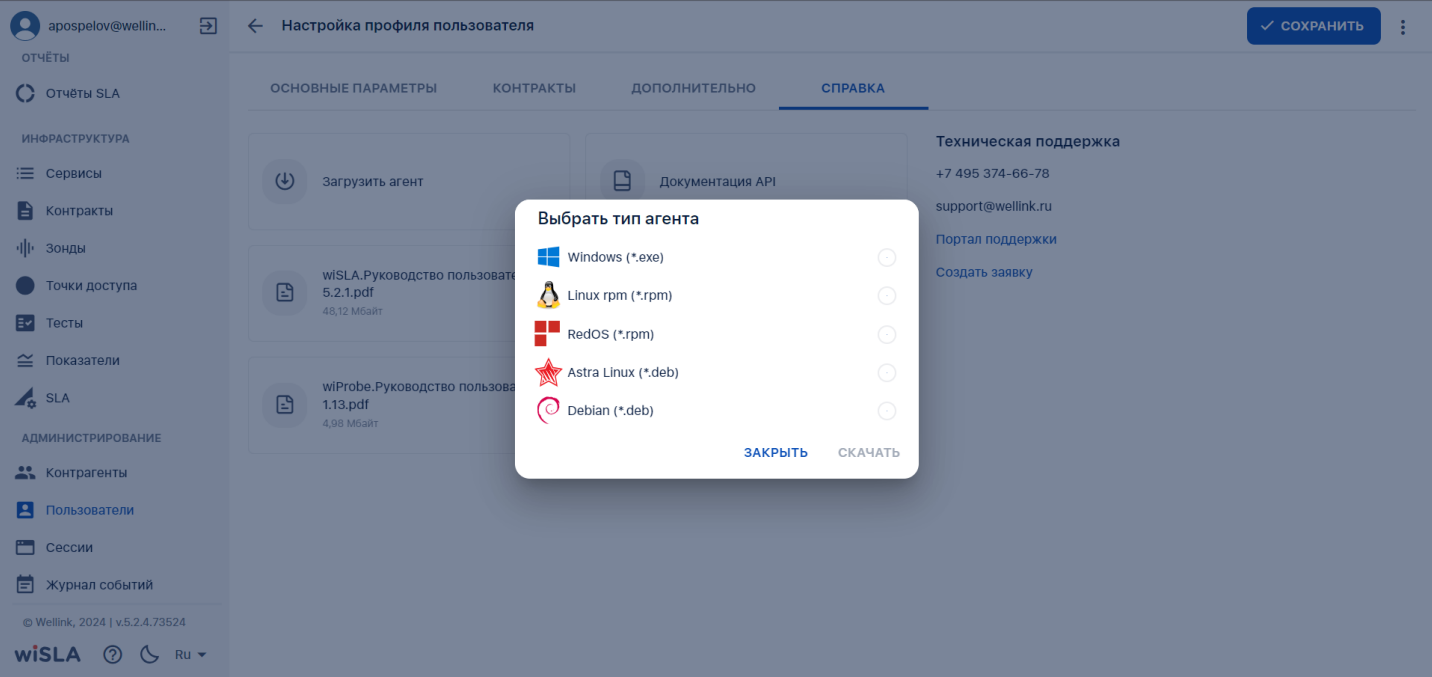 apospelov@wellin...
ОТЧЁТЫ
Отчёты SLA
ИНФРАСТРУКТУРА
Сервисы
Контракты
Зонды
Точки доступа
Тесты
Показатели
SLA
АДМИНИСТРИРОВАНИЕ
Контрагенты
Пользователи
Сессии
Журнал событий
© Wellink, 2024 | v.5.2.4.73524
wiSLA
Ru
Настройка профиля пользователя
СОХРАНИТЬ
ОСНОВНЫЕ ПАРАМЕТРЫ
КОНТРАКТЫ
ДОПОЛНИТЕЛЬНО
СПРАВКА
Загрузить агент
Документация API
wiSLA.Руководство пользовате
5.2.1.pdf
48,12 Мбайт
wiProbe.Руководство пользова
1.13.pdf
4,98 Мбайт
Выбрать тип агента
Windows (*.exe)
Linux rpm (*.rpm)
RedOS (*.rpm)
Astra Linux (*.deb)
Debian (*.deb)
ЗАКРЫТЬ
СКАЧАТЬ
Техническая поддержка
+7 495 374-66-78
support@wellink.ru
Портал поддержки
Создать заявку